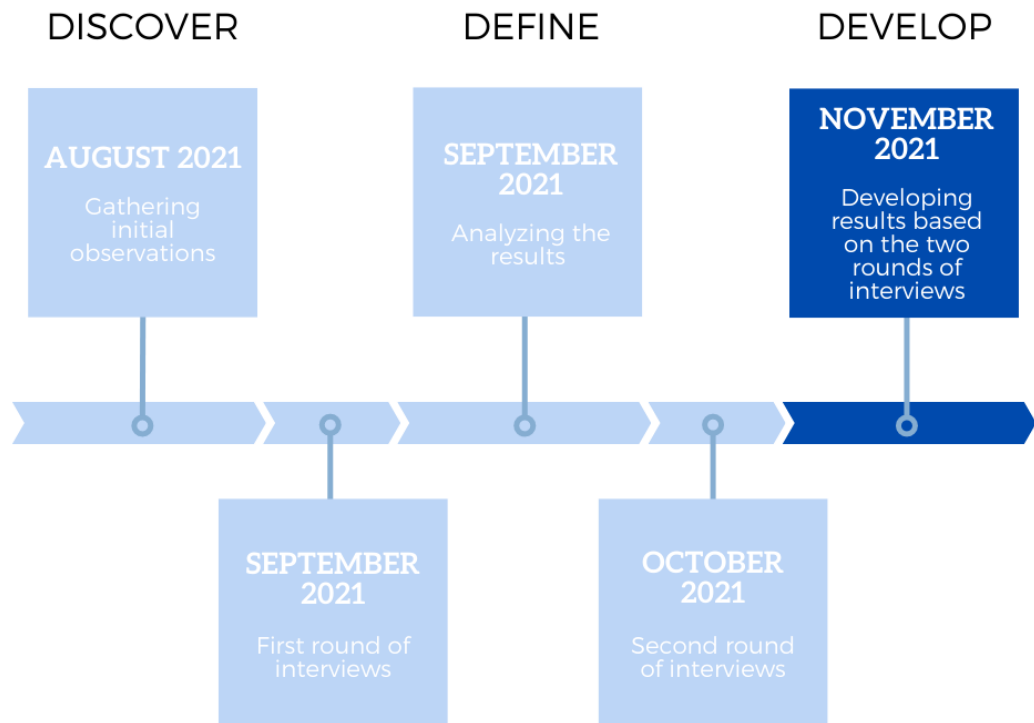 DISCOVER
DEFINE
DEVELOP
AUGUST 2021
Gathering
initial
observations
SEPTEMBER
2021
Analyzing the
results
NOVEMBER
2021
Developing
results based
on the two
rounds of
interviews
SEPTEMBER
2021
First round of
interviews
OCTOBER
2021
Second round
of interviews